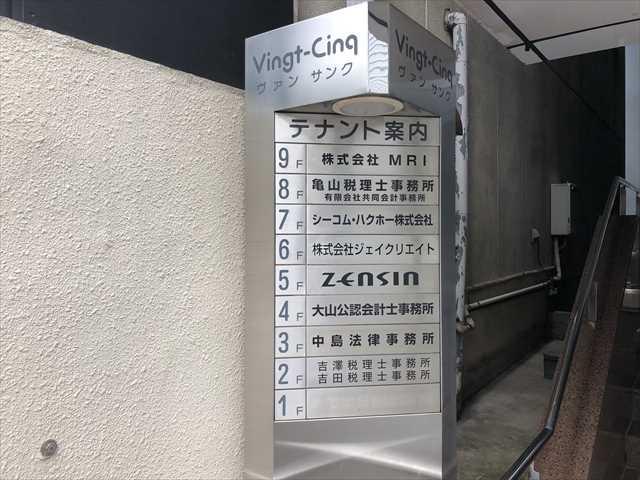 Vingt-Cinq
ヴァン サンク
Vingt-Cinq
ヴァン サンク
テナント案内
9F 株式会社 MRI
8F 亀山税理士事務所
有限会社共同会計事務所
7F シーコム・ハクホー株式会社
6F 株式会社ジェイクリエイト
5F ZENSIN
4F 大山公認会計士事務所
3F 中島法律事務所
2F 吉澤税理士事務所
吉田税理士事務所
1F